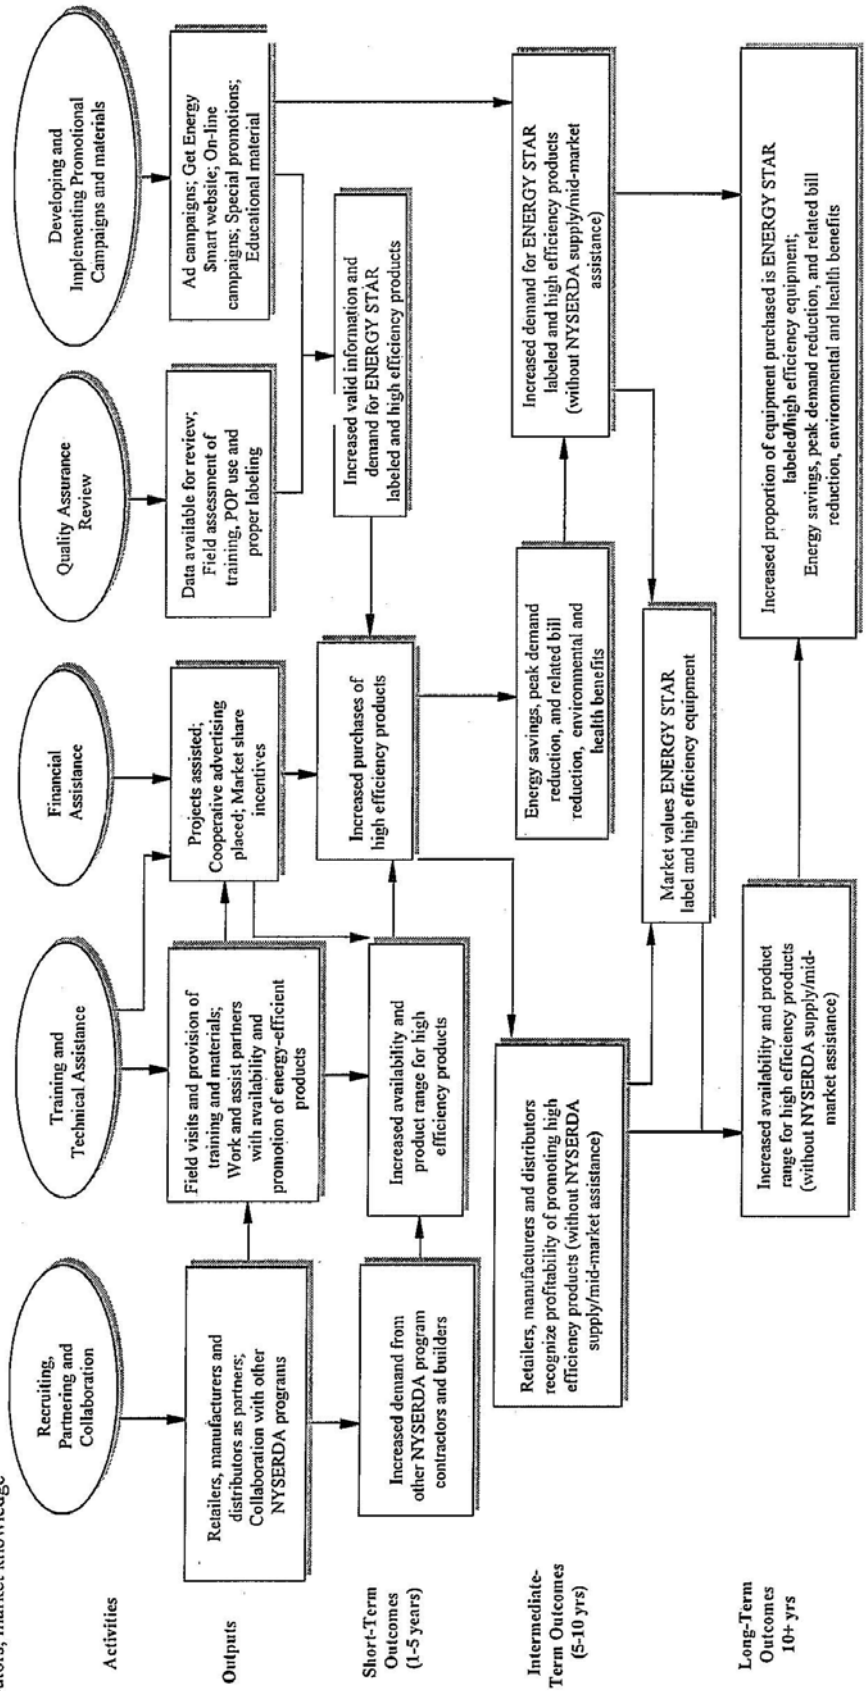 utors, market knowledge
Activities
Recruiting,
Partnering and
Collaboration
Training and
Technical Assistance
Financial
Assistance
Quality Assurance
Review
Developing and
Implementing Promotional
Campaigns and materials
Outputs
Retailers, manufacturers and
distributors as partners;
Collaboration with other
NYSERDA programs
Field visits and provision of
training and materials;
Work and assist partners
with availability and
promotion of energy-efficient
products
Projects assisted;
Cooperative advertising
placed; Market share
incentives
Data available for review;
Field assessment of
training, POP use and
proper labeling
Ad campaigns; Get Energy
$mart website; On-line
campaigns; Special promotions;
Educational material
Short-Term
Outcomes
(1-5 years)
Increased demand from
other NYSERDA program
contractors and builders
Increased availability and
product range for high
efficiency products
Increased purchases of
high efficiency products
Increased valid information and
demand for ENERGY STAR
labeled and high efficiency products
Intermediate-
Term Outcomes
(5-10 yrs)
Retailers, manufacturers and distributors
recognize profitability of promoting high
efficiency products (without NYSERDA
supply/mid-market assistance)
Energy savings, peak demand
reduction, and related bill
reduction, environmental and
health benefits
Increased demand for ENERGY STAR
labeled and high efficiency products
(without NYSERDA supply/mid-market
assistance)
Market values ENERGY STAR
label and high efficiency equipment
Long-Term
Outcomes
10+ yrs
Increased availability and product
range for high efficiency products
(without NYSERDA supply/mid-
market assistance)
Increased proportion of equipment purchased is ENERGY STAR
labeled/high efficiency equipment;
Energy savings, peak demand reduction, and related bill
reduction, environmental and health benefits